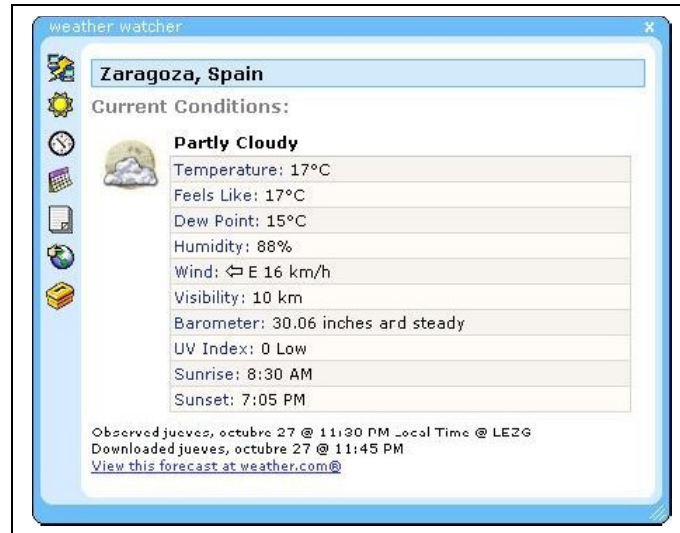 weather watcher x
Zaragoza, Spain
Current Conditions:
Partly Cloudy
Temperature: 17°C
Feels Like: 17°C
Dew Point: 15°C
Humidity: 88%
Wind: ⇦ E 16 km/h
Visibility: 10 km
Barometer: 30.06 inches and steady
UV Index: 0 Low
Sunrise: 8:30 AM
Sunset: 7:05 PM
Observed jueves, octubre 27 @ 11:30 PM Local Time @ LEZG
Downloaded jueves, octubre 27 @ 11:45 PM
View this forecast at weather.com®